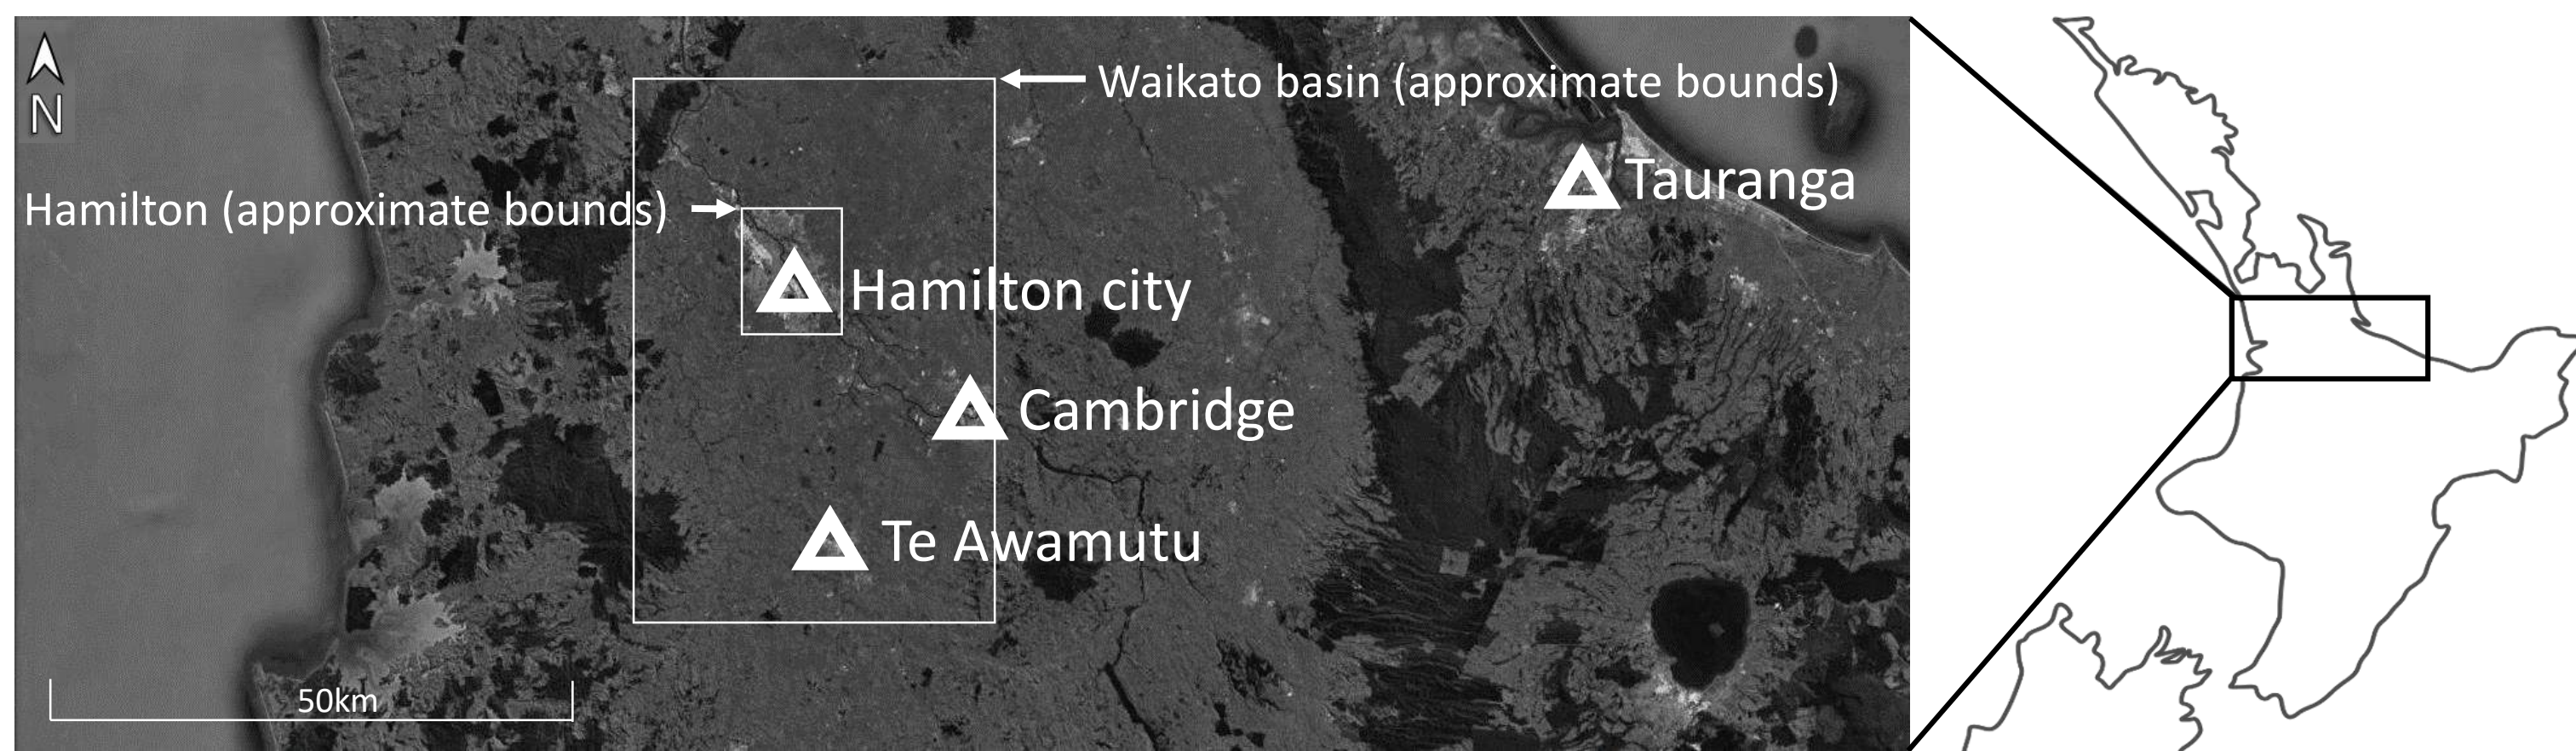 N
Waikato basin (approximate bounds)
Tauranga
Hamilton (approximate bounds)
Hamilton city
Cambridge
Te Awamutu
50km